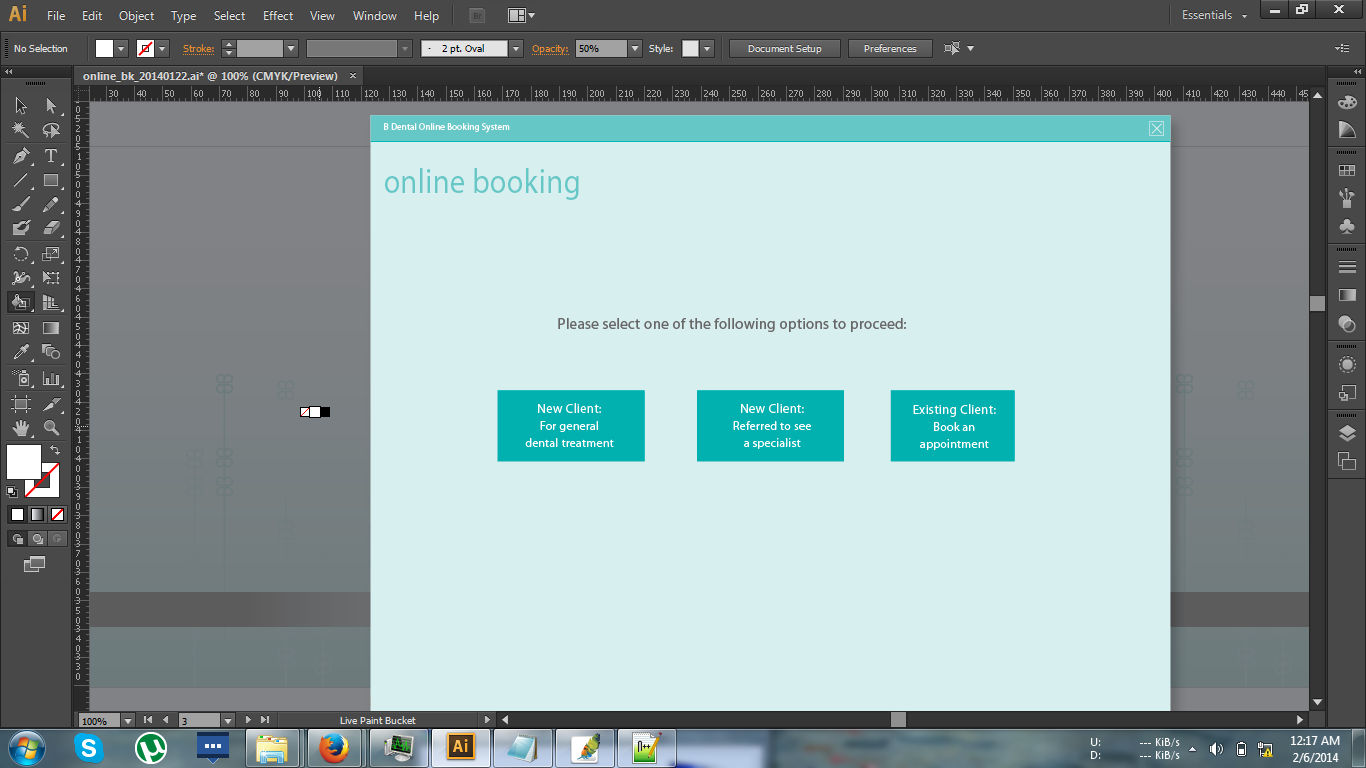 Ai File Edit Object Type Select Effect View Window Help Br Essentials
No Selection Stroke: 2 pt. Oval Opacity: 50% Style: Document Setup Preferences
online_bk_20140122.ai* @ 100% (CMYK/Preview) ×
30 40 50 60 70 80 90 100 110 120 130 140 150 160 170 180 190 200 210 220 230 240 250 260 270 280 290 300 310 320 330 340 350 360 370 380 390 400 410 420 430 440 45
B Dental Online Booking System
online booking
Please select one of the following options to proceed:
New Client:
For general
dental treatment
New Client:
Referred to see
a specialist
Existing Client:
Book an
appointment
100% 3 Live Paint Bucket
U: --- KiB/s
D: --- KiB/s
12:17 AM
2/6/2014